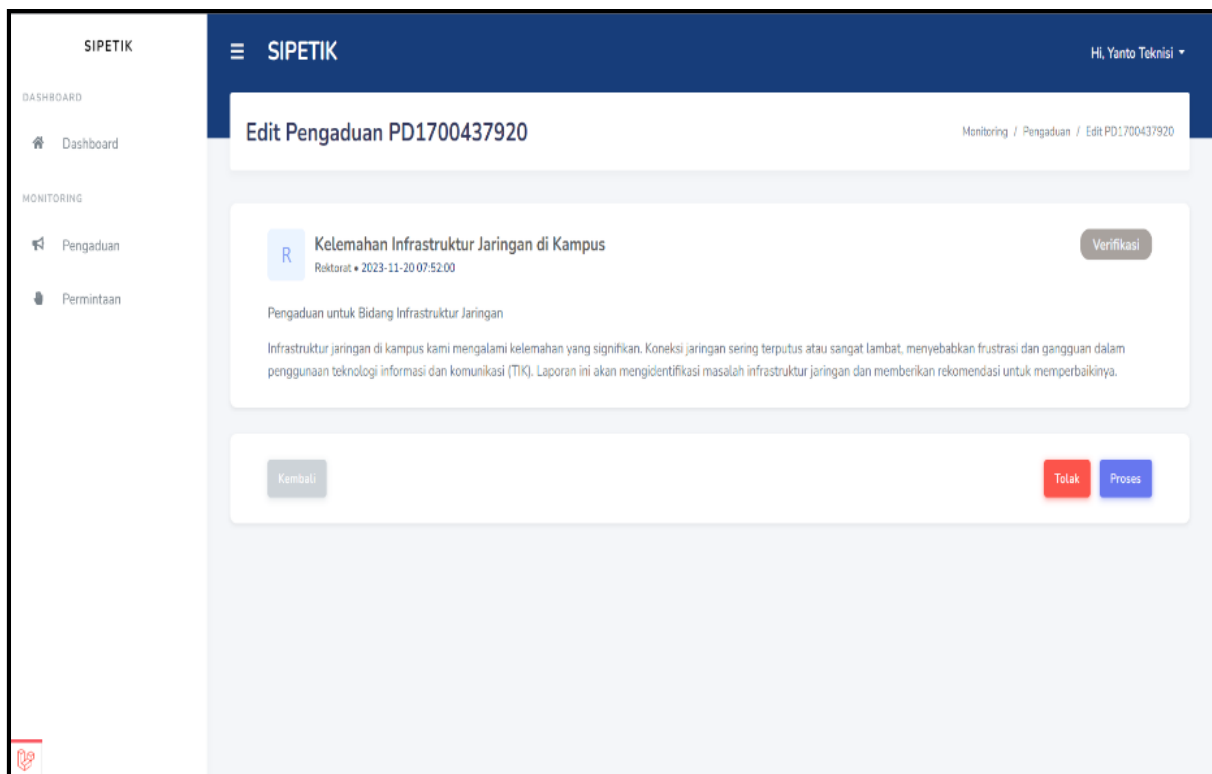 SIPETIK
SIPETIK
Hi, Yanto Teknisi
DASHBOARD
Dashboard
MONITORING
Pengaduan
Permintaan
Edit Pengaduan PD1700437920
Monitoring / Pengaduan / Edit PD1700437920
R
Kelemahan Infrastruktur Jaringan di Kampus
Rektorat • 2023-11-20 07:52:00
Verifikasi
Pengaduan untuk Bidang Infrastruktur Jaringan
Infrastruktur jaringan di kampus kami mengalami kelemahan yang signifikan. Koneksi jaringan sering terputus atau sangat lambat, menyebabkan frustrasi dan gangguan dalam
penggunaan teknologi informasi dan komunikasi (TIK). Laporan ini akan mengidentifikasi masalah infrastruktur jaringan dan memberikan rekomendasi untuk memperbaikinya.
Kembali
Tolak
Proses